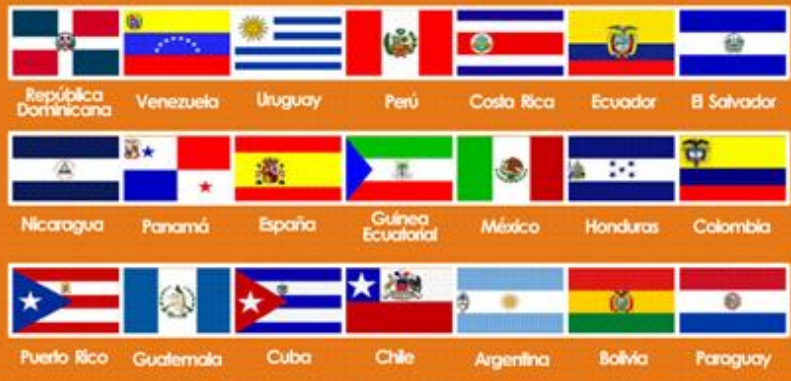 República Dominicana
Venezuela
Uruguay
Perú
Costa Rica
Ecuador
El Salvador
Nicaragua
Panamá
España
Guinea Ecuatorial
México
Honduras
Colombia
Puerto Rico
Guatemala
Cuba
Chile
Argentina
Bolivia
Paraguay